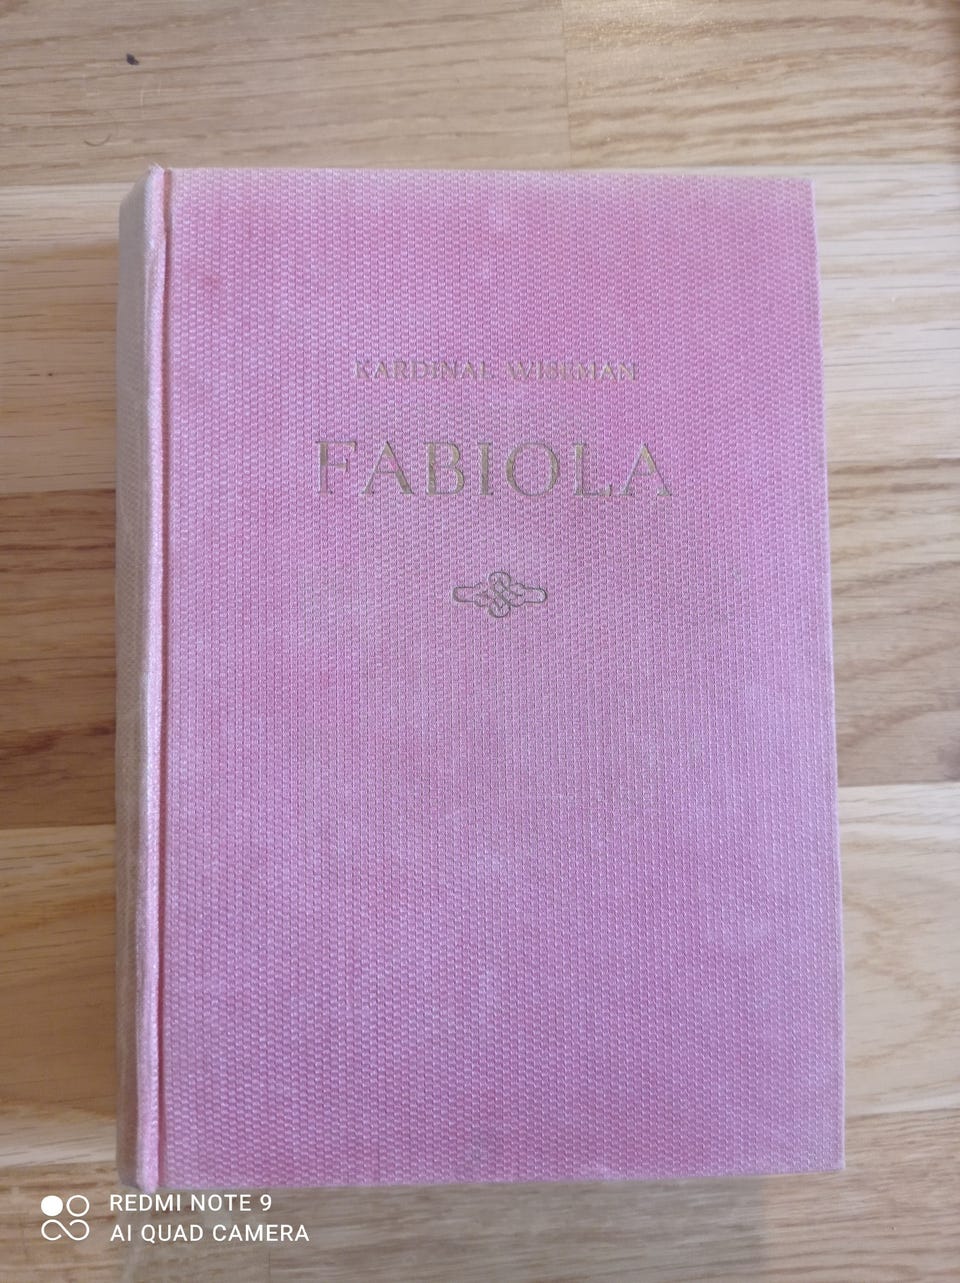 KARDINAL WISEMAN
FABIOLA
REDMI NOTE 9
AI QUAD CAMERA